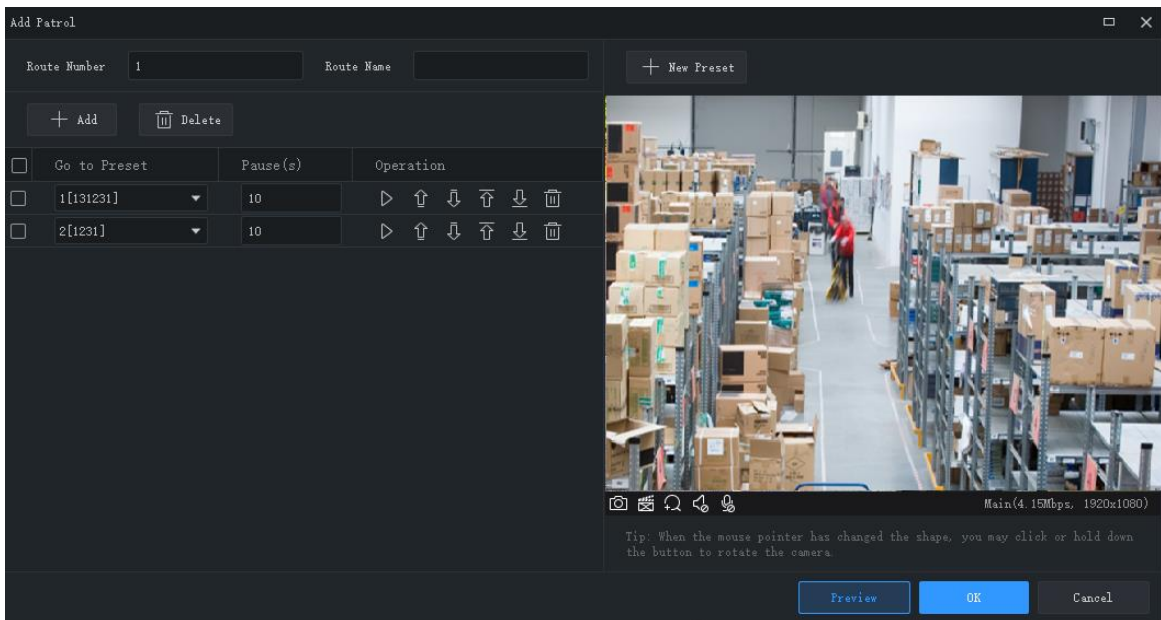 Add Patrol
Route Number 1 Route Name
New Preset
Add Delete
Go to Preset Pause(s) Operation
1[131231] 10
2[1231] 10
Main(4.15Mbps, 1920x1080)
Tip: When the mouse pointer has changed the shape, you may click or hold down
the button to rotate the camera.
Preview OK Cancel